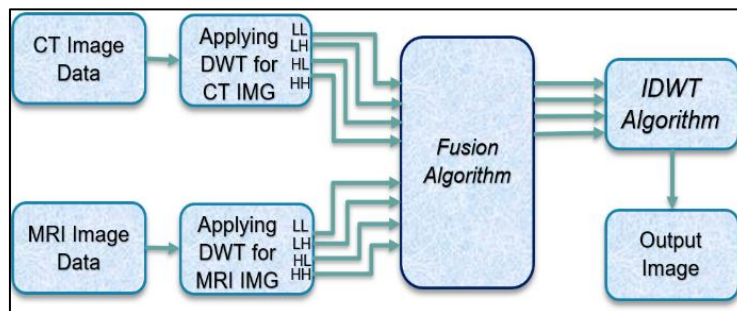 CT Image
Data
Applying
DWT for
CT IMG
LL
LH
HL
HH
Fusion
Algorithm
IDWT
Algorithm
MRI Image
Data
Applying
DWT for
MRI IMG
LL
LH
HL
HH
Output
Image